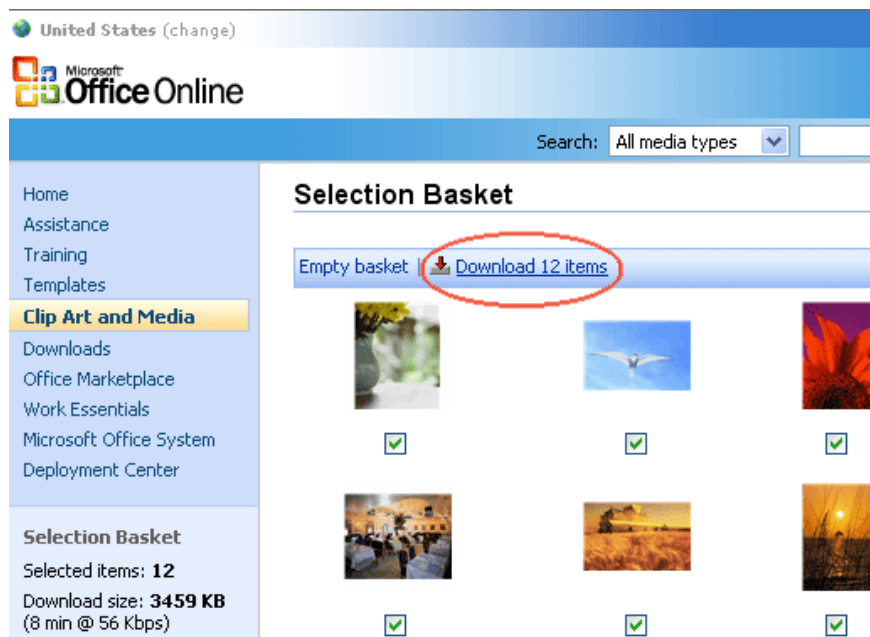 United States (change)
Microsoft
Office Online
Search: All media types
Home
Assistance
Training
Templates
Clip Art and Media
Downloads
Office Marketplace
Work Essentials
Microsoft Office System
Deployment Center
Selection Basket
Selected items: 12
Download size: 3459 KB
(8 min @ 56 Kbps)
Selection Basket
Empty basket | Download 12 items